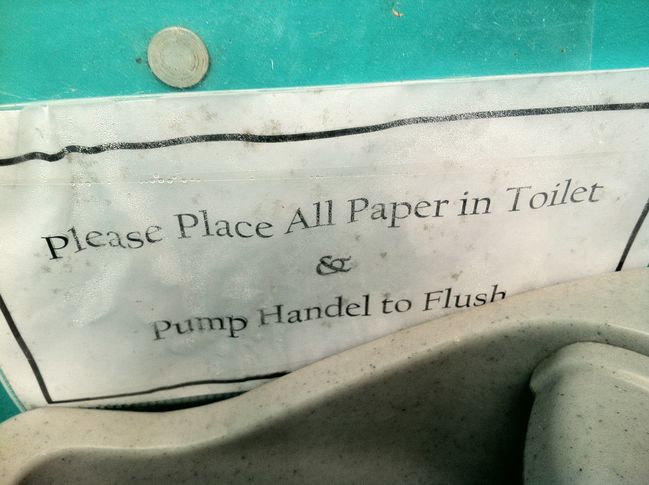 Please Place All Paper in Toilet
&
Pump Handel to Flush